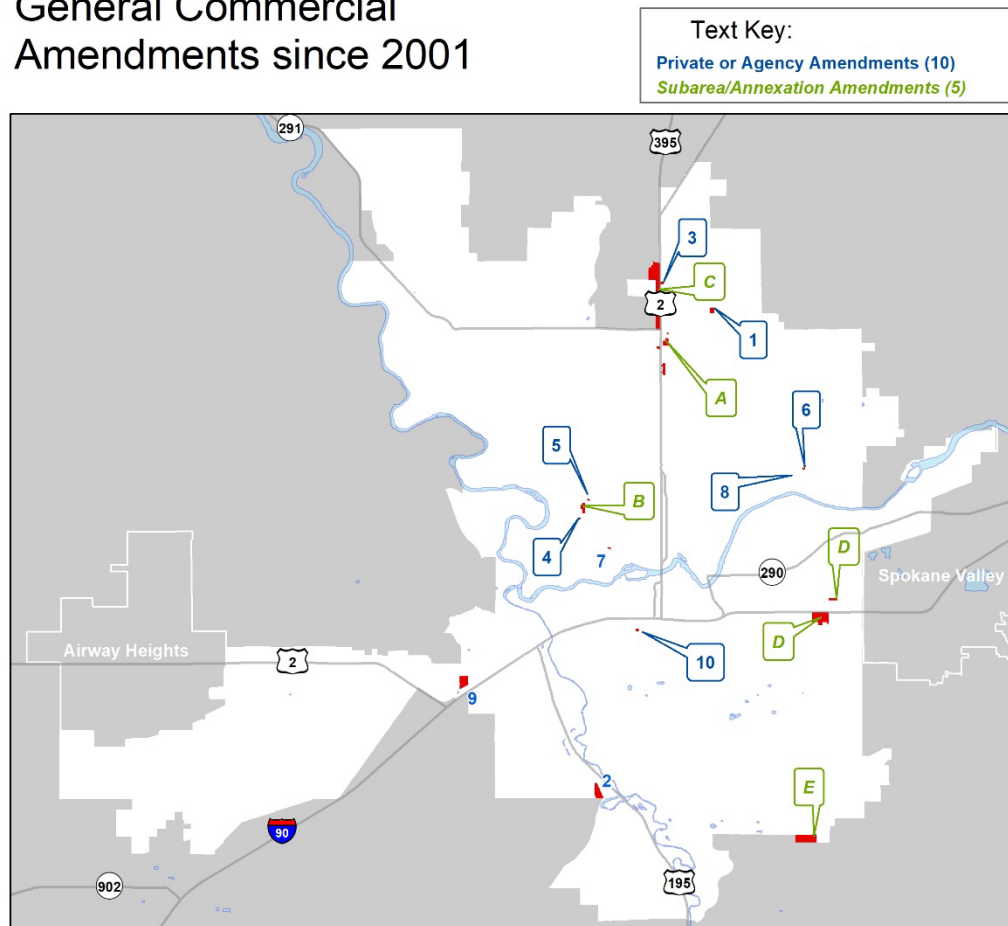 General Commercial
Amendments since 2001
Text Key:
Private or Agency Amendments (10)
Subarea/Annexation Amendments (5)
291
395
3
C
2
1
A
6
5
8
B
4
7
D
290
Spokane Valley
D
Airway Heights
2
10
9
2
E
90
195
902